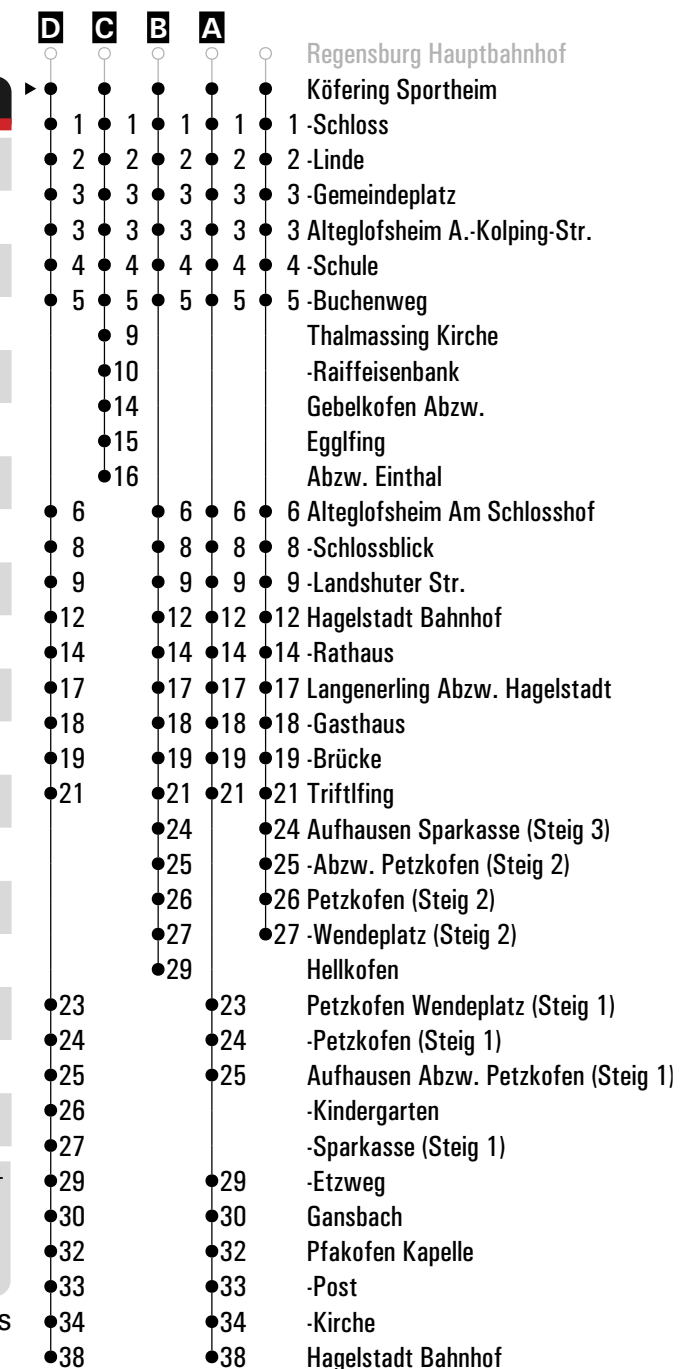 D C B A
Regensburg Hauptbahnhof
Köfering Sportheim
1 1 1 1 1 -Schloss
2 2 2 2 2 -Linde
3 3 3 3 3 -Gemeindeplatz
3 3 3 3 3 Alteglofsheim A.-Kolping-Str.
4 4 4 4 4 -Schule
5 5 5 5 5 -Buchenweg
9 Thalmassing Kirche
10 -Raiffeisenbank
14 Gebelkofen Abzw.
15 Egglfing
16 Abzw. Einthal
6 6 6 6 Alteglofsheim Am Schlosshof
8 8 8 8 -Schlossblick
9 9 9 9 -Landshuter Str.
12 12 12 12 Hagelstadt Bahnhof
14 14 14 14 -Rathaus
17 17 17 17 Langenerling Abzw. Hagelstadt
18 18 18 18 -Gasthaus
19 19 19 19 -Brücke
21 21 21 21 Triftlfing
24 24 Aufhausen Sparkasse (Steig 3)
25 25 -Abzw. Petzkofen (Steig 2)
26 26 Petzkofen (Steig 2)
27 27 -Wendeplatz (Steig 2)
29 Hellkofen
23 23 Petzkofen Wendeplatz (Steig 1)
24 24 -Petzkofen (Steig 1)
25 25 Aufhausen Abzw. Petzkofen (Steig 1)
26 -Kindergarten
27 -Sparkasse (Steig 1)
29 29 -Etzweg
30 30 Gansbach
32 32 Pfakofen Kapelle
33 33 -Post
s 34 34 -Kirche
38 38 Hagelstadt Bahnhof